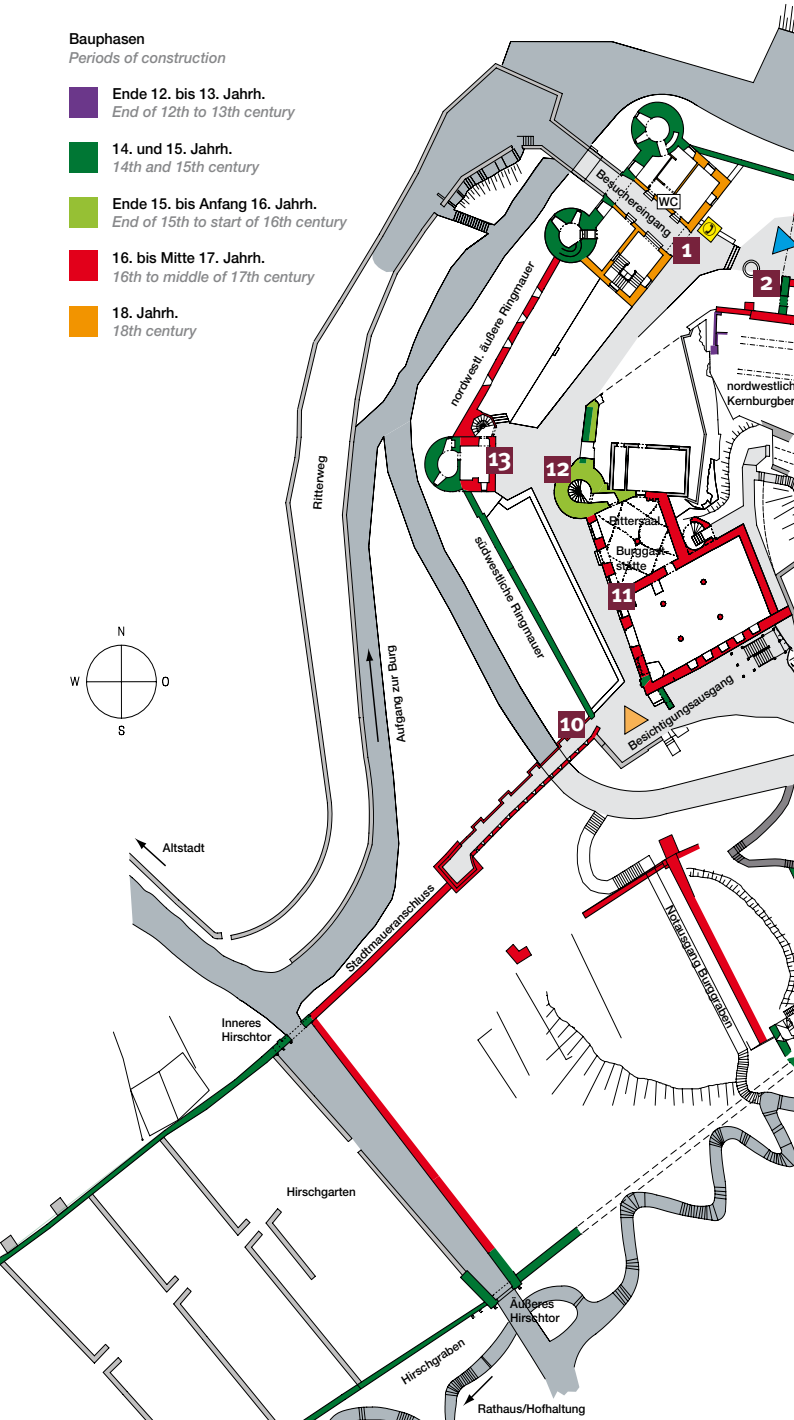 Bauphasen
Periods of construction
Ende 12. bis 13. Jahrh.
End of 12th to 13th century
14. und 15. Jahrh.
14th and 15th century
Ende 15. bis Anfang 16. Jahrh.
End of 15th to start of 16th century
16. bis Mitte 17. Jahrh.
16th to middle of 17th century
18. Jahrh.
18th century
Besuchereingang
WC
1
2
nordwestl. äußere Ringmauer
nordwestlich
Kernburgber
13
12
Rittersaal
Burggast-
stätte
11
Ritterweg
südwestliche Ringmauer
N
W
O
S
Aufgang zur Burg
10
Besichtigungsausgang
Altstadt
Stadtmaueranschluss
Notausgang Burggraben
Inneres
Hirschtor
Hirschgarten
Äußeres
Hirschtor
Hirschgraben
Rathaus/Hofhaltung